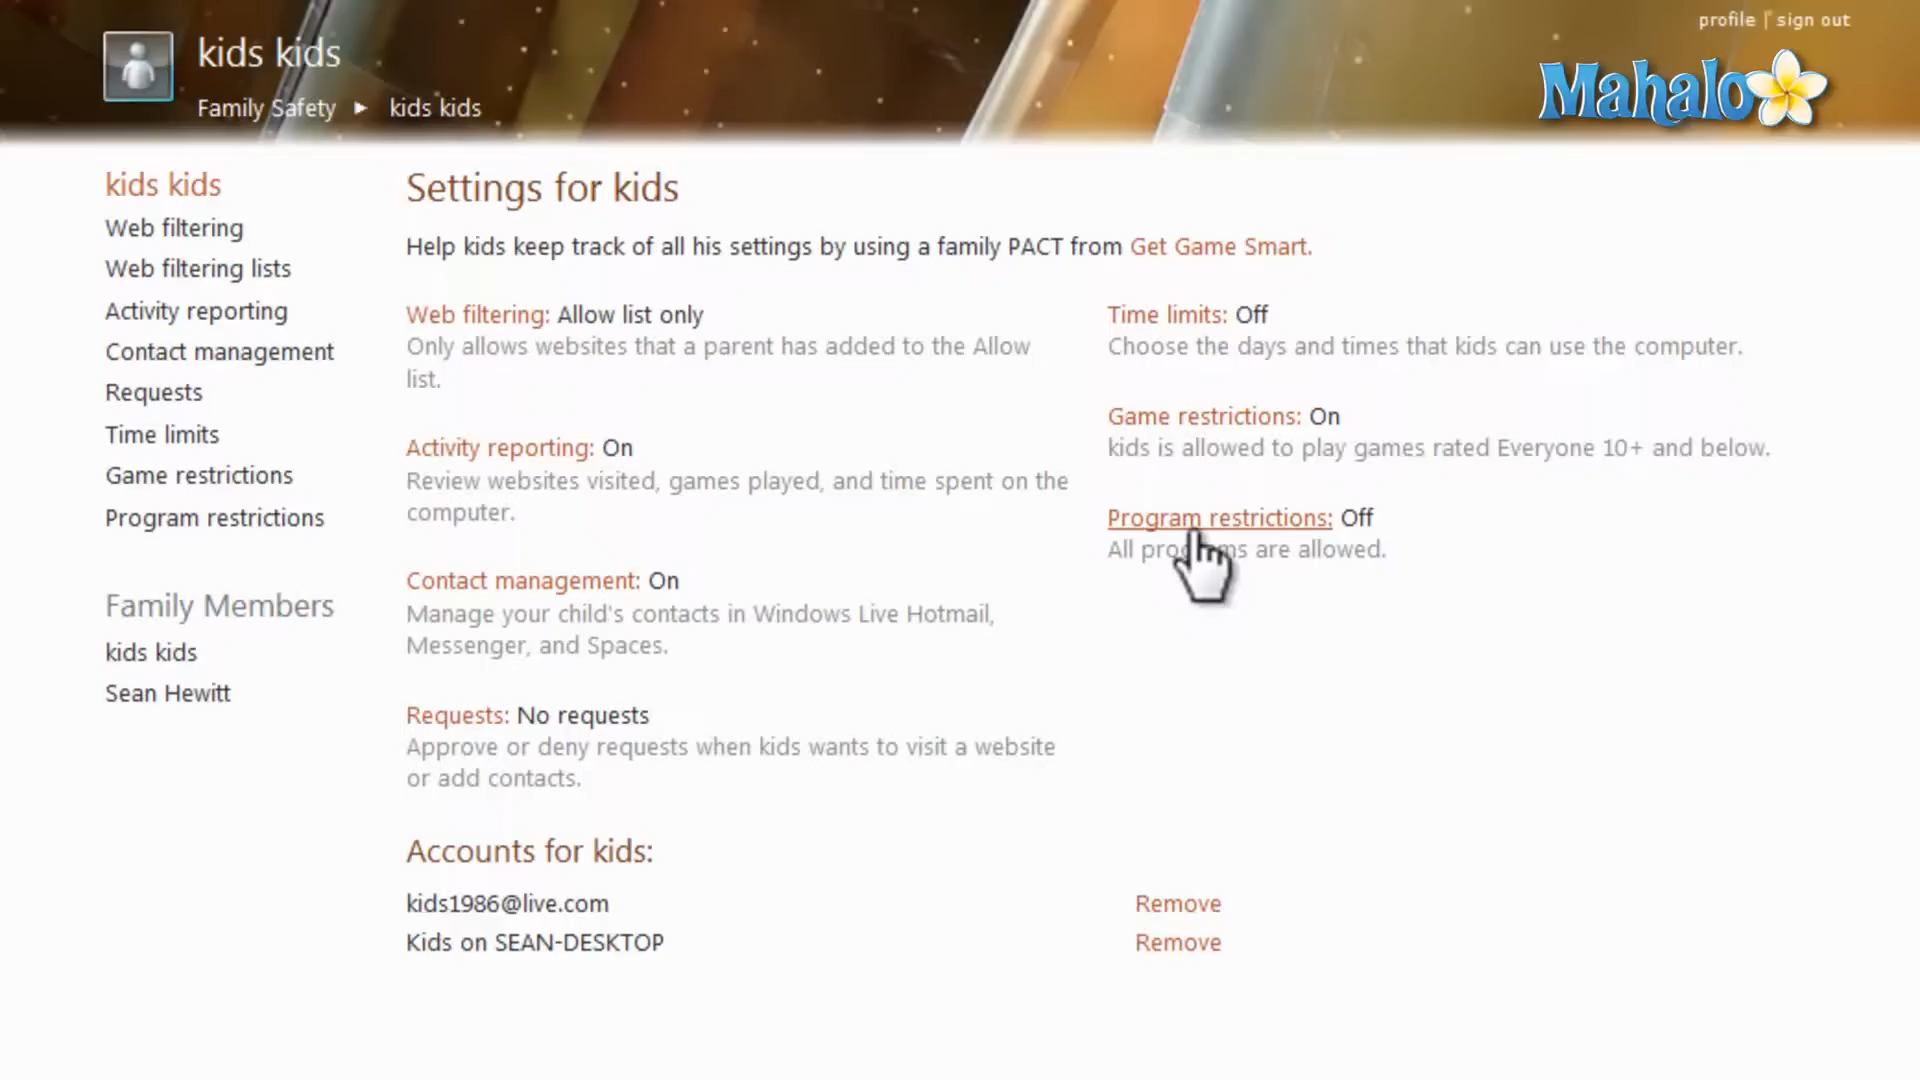 profile | sign out
kids kids
Mahalo
Family Safety ► kids kids
kids kids
Web filtering
Web filtering lists
Activity reporting
Contact management
Requests
Time limits
Game restrictions
Program restrictions
Family Members
kids kids
Sean Hewitt
Settings for kids
Help kids keep track of all his settings by using a family PACT from Get Game Smart.
Web filtering: Allow list only
Only allows websites that a parent has added to the Allow
list.
Activity reporting: On
Review websites visited, games played, and time spent on the
computer.
Contact management: On
Manage your child's contacts in Windows Live Hotmail,
Messenger, and Spaces.
Requests: No requests
Approve or deny requests when kids wants to visit a website
or add contacts.
Time limits: Off
Choose the days and times that kids can use the computer.
Game restrictions: On
kids is allowed to play games rated Everyone 10+ and below.
Program restrictions: Off
All programs are allowed.
Accounts for kids:
kids1986@live.com Remove
Kids on SEAN-DESKTOP Remove